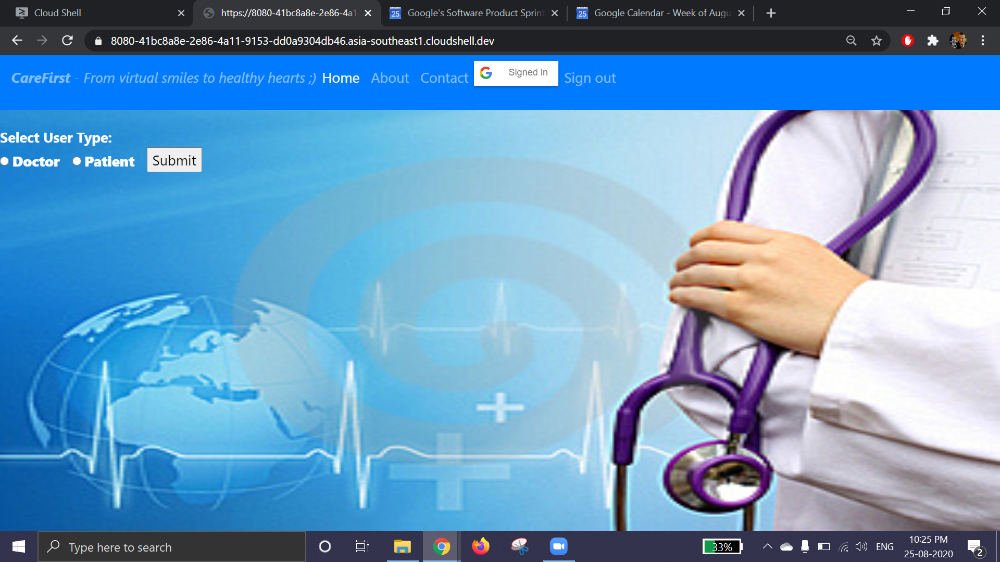 Cloud Shell
https://8080-41bc8a8e-2e86-4a1
Google's Software Product Sprint
Google Calendar - Week of Augu
8080-41bc8a8e-2e86-4a11-9153-dd0a9304db46.asia-southeast1.cloudshell.dev
CareFirst - From virtual smiles to healthy hearts ;) Home About Contact Signed in Sign out
Select User Type:
Doctor Patient Submit
Type here to search
33%
ENG
10:25 PM
25-08-2020
2
25
25